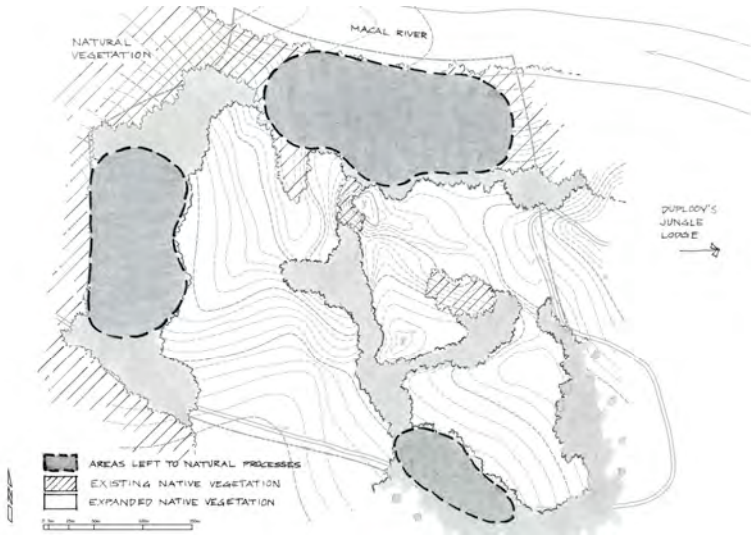 MACAL RIVER
NATURAL
VEGETATION
DUPLOOY'S
JUNGLE
LODGE
AREAS LEFT TO NATURAL PROCESSES
EXISTING NATIVE VEGETATION
EXPANDED NATIVE VEGETATION